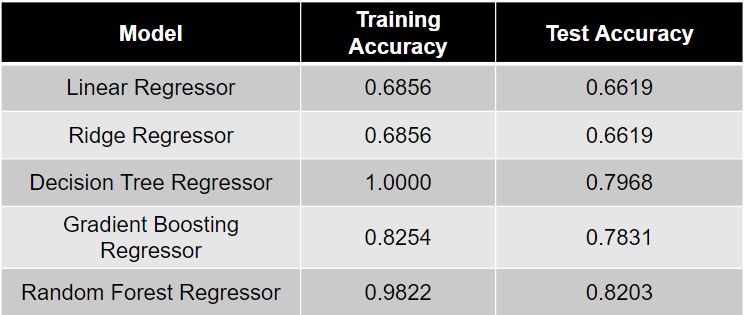 Model Training Accuracy Test Accuracy
Linear Regressor 0.6856 0.6619
Ridge Regressor 0.6856 0.6619
Decision Tree Regressor 1.0000 0.7968
Gradient Boosting Regressor 0.8254 0.7831
Random Forest Regressor 0.9822 0.8203